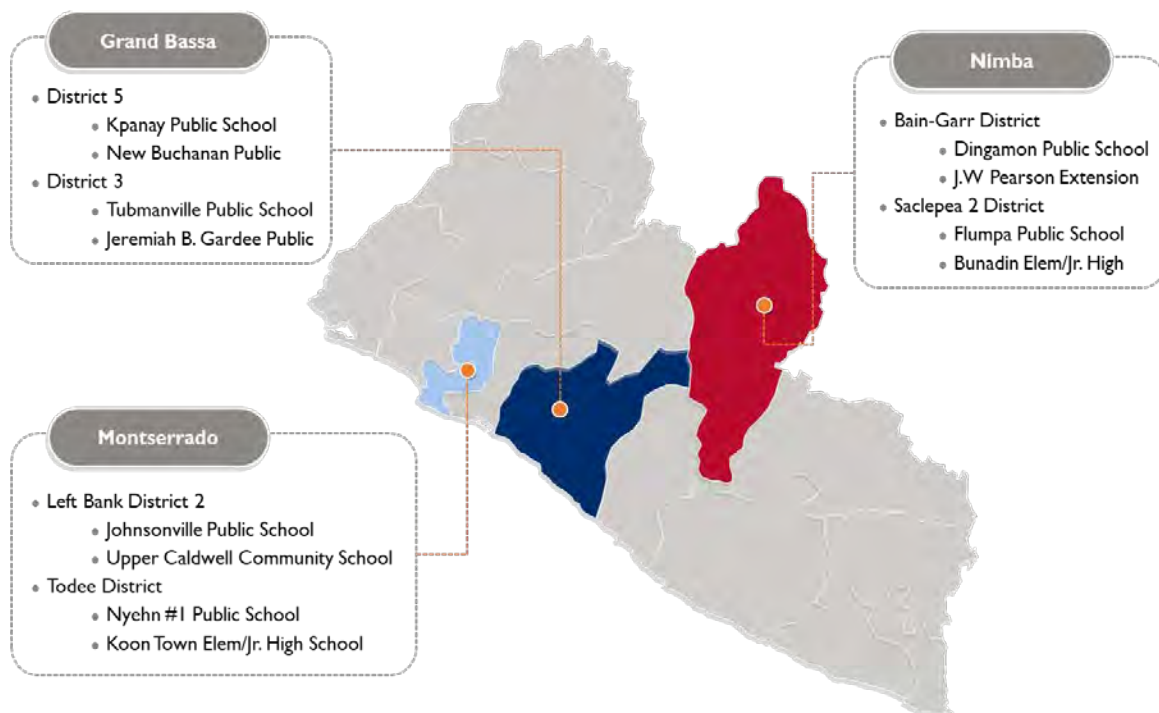 Grand Bassa
District 5
Kpanay Public School
New Buchanan Public
District 3
Tubmanville Public School
Jeremiah B. Gardee Public
Nimba
Bain-Garr District
Dingamon Public School
J.W Pearson Extension
Saclepea 2 District
Flumpa Public School
Bunadin Elem/Jr. High
Montserrado
Left Bank District 2
Johnsonville Public School
Upper Caldwell Community School
Todee District
Nyehn #1 Public School
Koon Town Elem/Jr. High School